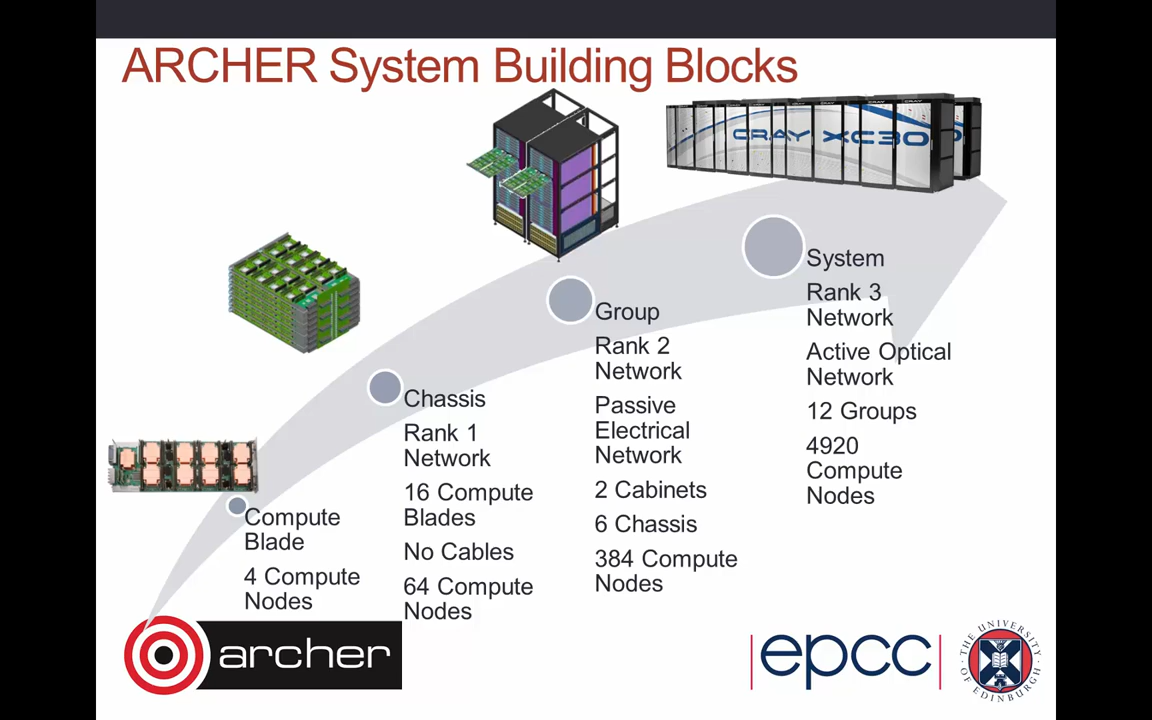 ARCHER System Building Blocks
CRAY XC30
System
Rank 3
Network
Active Optical
Network
12 Groups
4920
Compute
Nodes
Group
Rank 2
Network
Passive
Electrical
Network
2 Cabinets
6 Chassis
384 Compute
Nodes
Chassis
Rank 1
Network
16 Compute
Blades
No Cables
64 Compute
Nodes
Compute
Blade
4 Compute
Nodes
archer
epcc
THE UNIVERSITY
OF EDINBURGH